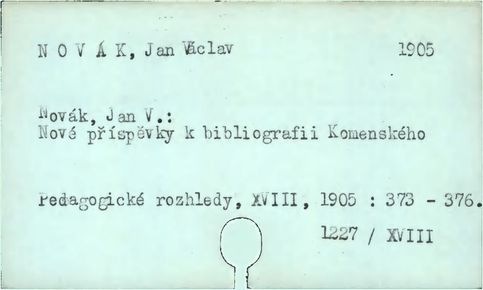 N O V Á K, Jan Václav 1905
Novák, Jan V.:
Nové příspěvky k bibliografii Komenského
Pedagogické rozhledy, XVIII, 1905 : 373 - 376.
1227 / XVIII